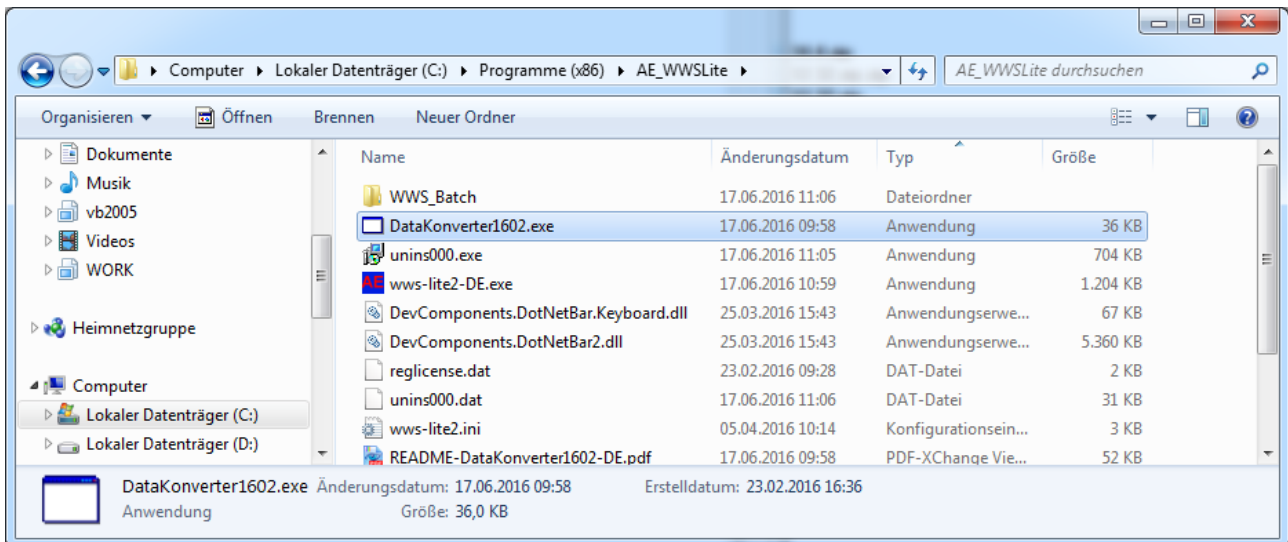 Computer ▸ Lokaler Datenträger (C:) ▸ Programme (x86) ▸ AE_WWSLite ▸ AE_WWSLite durchsuchen
Organisieren Öffnen Brennen Neuer Ordner
Dokumente
Musik
vb2005
Videos
WORK
Heimnetzgruppe
Computer
Lokaler Datenträger (C:)
Lokaler Datenträger (D:)
Name Änderungsdatum Typ Größe
WWS_Batch 17.06.2016 11:06 Dateiordner
DataKonverter1602.exe 17.06.2016 09:58 Anwendung 36 KB
unins000.exe 17.06.2016 11:05 Anwendung 704 KB
AE wws-lite2-DE.exe 17.06.2016 10:59 Anwendung 1.204 KB
DevComponents.DotNetBar.Keyboard.dll 25.03.2016 15:43 Anwendungserwe... 67 KB
DevComponents.DotNetBar2.dll 25.03.2016 15:43 Anwendungserwe... 5.360 KB
reglicense.dat 23.02.2016 09:28 DAT-Datei 2 KB
unins000.dat 17.06.2016 11:06 DAT-Datei 31 KB
wws-lite2.ini 05.04.2016 10:14 Konfigurationsein... 3 KB
README-DataKonverter1602-DE.pdf 17.06.2016 09:58 PDF-XChange Vie... 52 KB
DataKonverter1602.exe Änderungsdatum: 17.06.2016 09:58 Erstelldatum: 23.02.2016 16:36
Anwendung Größe: 36,0 KB